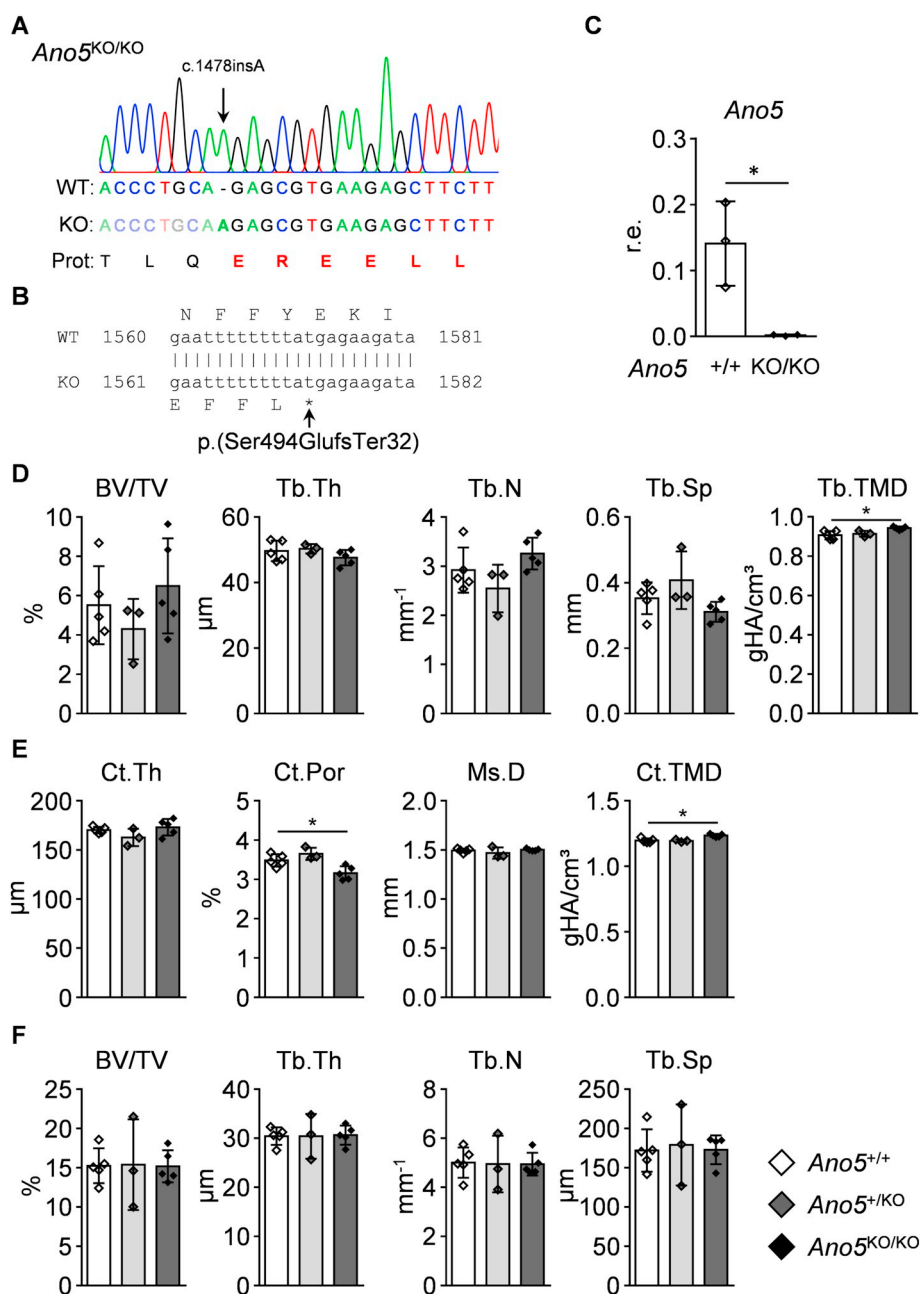 A
Ano5KO/KO
c.1478insA
WT: ACCCTGCA-GAGCGTGAAGAGCTTCTT
KO: ACCCTGCAAGAGCGTGAAGAGCTTCTT
Prot: T L Q E R E E L L
B
N F F Y E K I
WT 1560 gaattttttttatgagaagata 1581
||||||||||||||||||||||
KO 1561 gaattttttttatgagaagata 1582
E F F L *
p.(Ser494GlufsTer32)
C
Ano5
*
r.e.
0.3
0.2
0.1
0.0
Ano5 +/+ KO/KO
D
BV/TV
%
10
8
6
4
2
0
Tb.Th
µm
60
40
20
0
Tb.N
mm-1
4
3
2
1
0
Tb.Sp
mm
0.6
0.4
0.2
0.0
Tb.TMD
*
gHA/cm³
1.0
0.8
0.6
0.4
0.2
0.0
E
Ct.Th
µm
200
150
100
50
0
Ct.Por
*
%
5
4
3
2
1
0
Ms.D
mm
2.0
1.5
1.0
0.5
0.0
Ct.TMD
*
gHA/cm³
1.5
1.2
0.9
0.6
0.3
0.0
F
BV/TV
%
25
20
15
10
5
0
Tb.Th
µm
40
30
20
10
0
Tb.N
mm-1
8
6
4
2
0
Tb.Sp
µm
250
200
150
100
50
0
Ano5+/+
Ano5+/KO
Ano5KO/KO